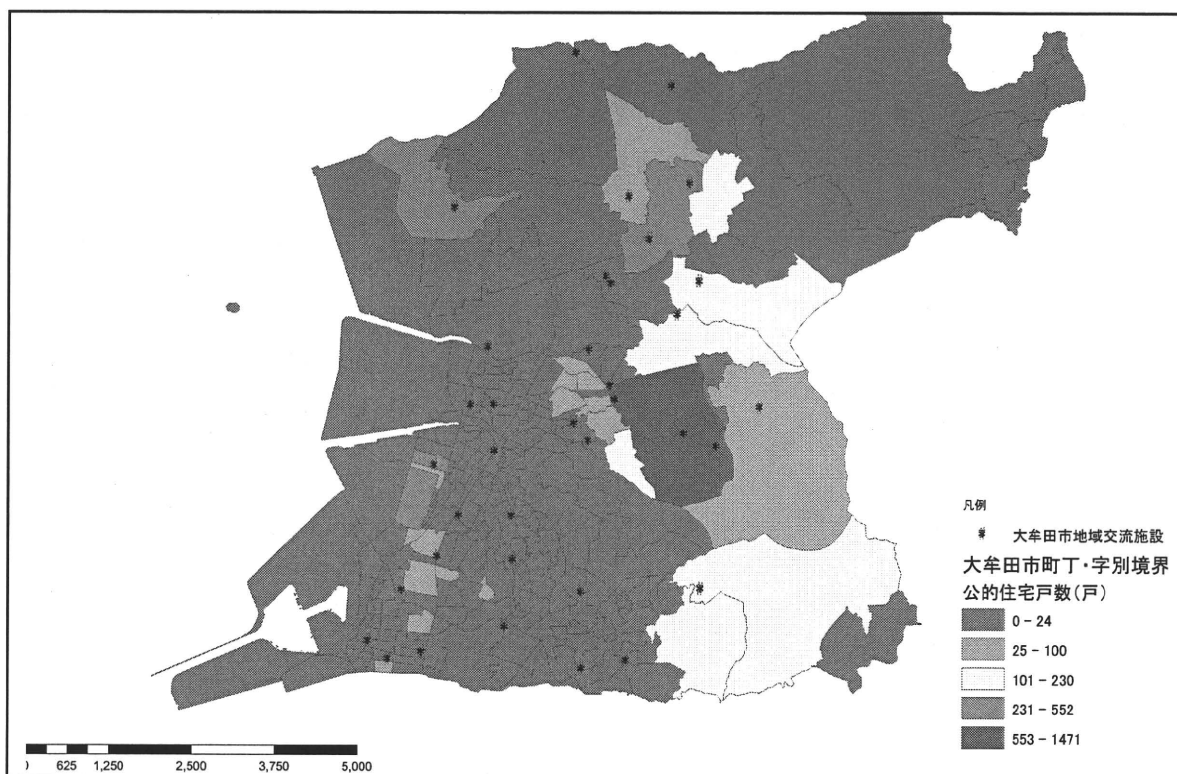 凡例
大牟田市地域交流施設
大牟田市町丁・字別境界
公的住宅戸数(戸)
0 - 24
25 - 100
101 - 230
231 - 552
553 - 1471
625 1,250 2,500 3,750 5,000